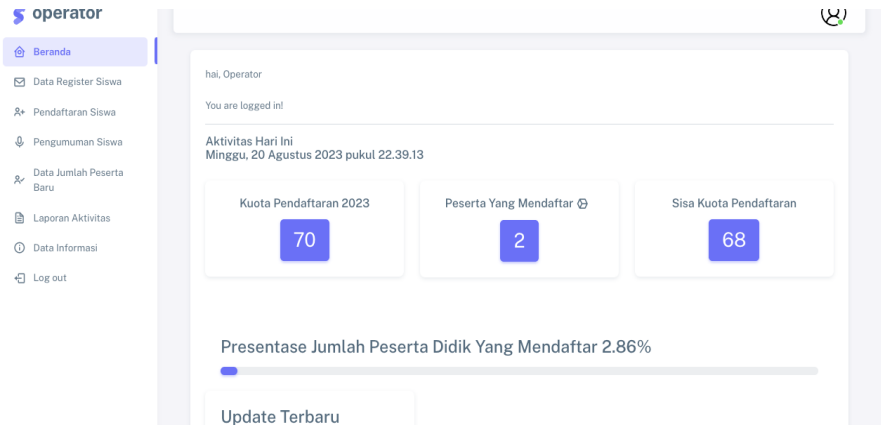 operator
Beranda
Data Register Siswa
Pendaftaran Siswa
Pengumuman Siswa
Data Jumlah Peserta
Baru
Laporan Aktivitas
Data Informasi
Log out
hai, Operator
You are logged in!
Aktivitas Hari Ini
Minggu, 20 Agustus 2023 pukul 22.39.13
Kuota Pendaftaran 2023
70
Peserta Yang Mendaftar
2
Sisa Kuota Pendaftaran
68
Presentase Jumlah Peserta Didik Yang Mendaftar 2.86%
Update Terbaru